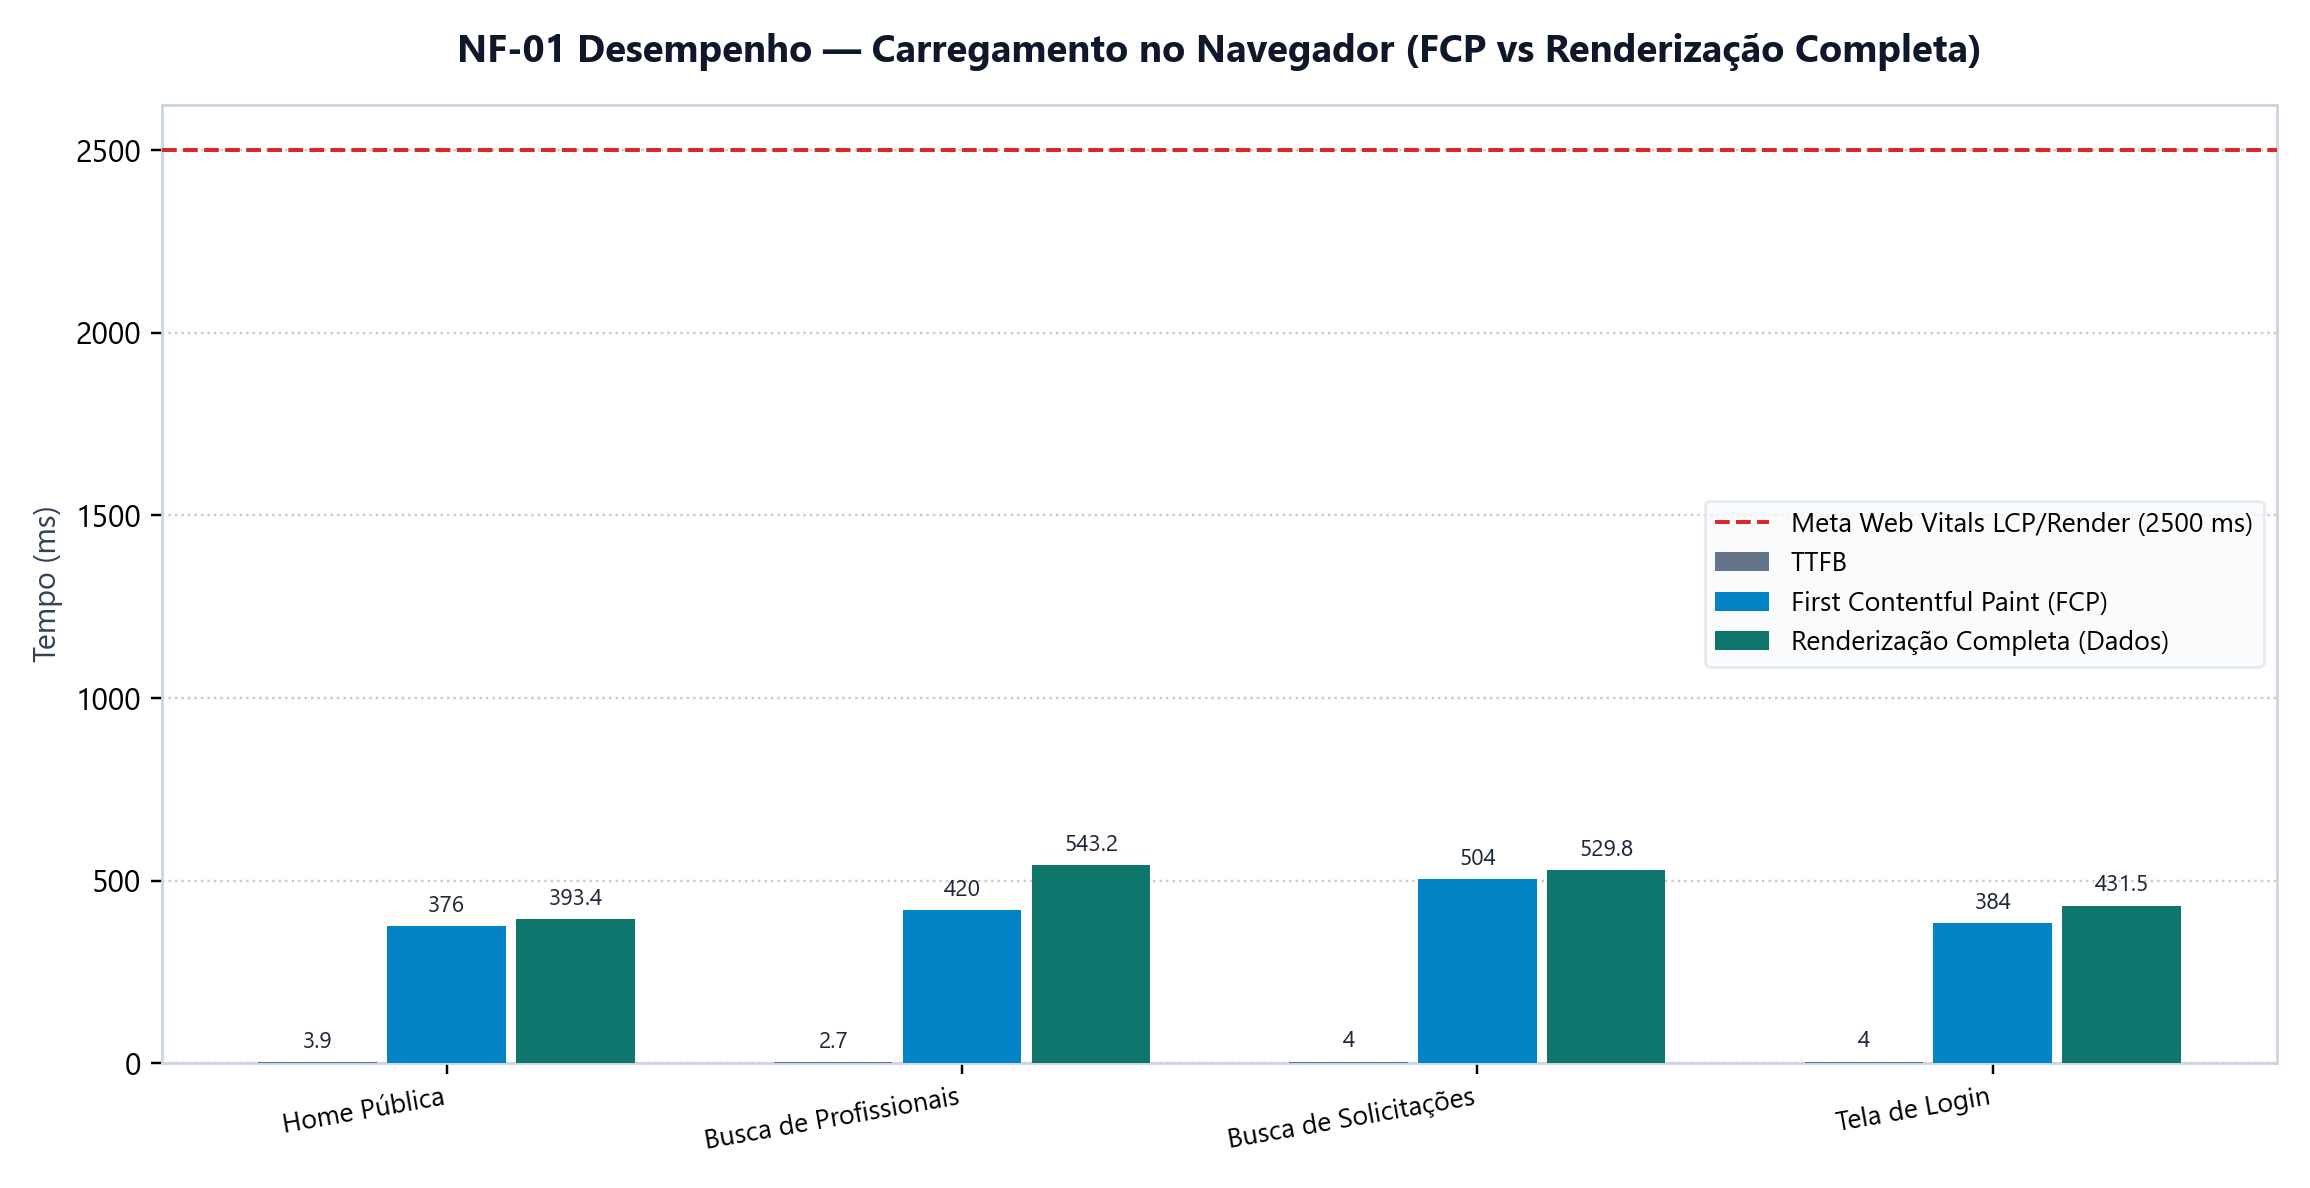 NF-01 Desempenho — Carregamento no Navegador (FCP vs Renderização Completa)
Tempo (ms)
2500
2000
1500
1000
500
0
Meta Web Vitals LCP/Render (2500 ms)
TTFB
First Contentful Paint (FCP)
Renderização Completa (Dados)
3.9
376
393.4
2.7
420
543.2
4
504
529.8
4
384
431.5
Home Pública
Busca de Profissionais
Busca de Solicitações
Tela de Login